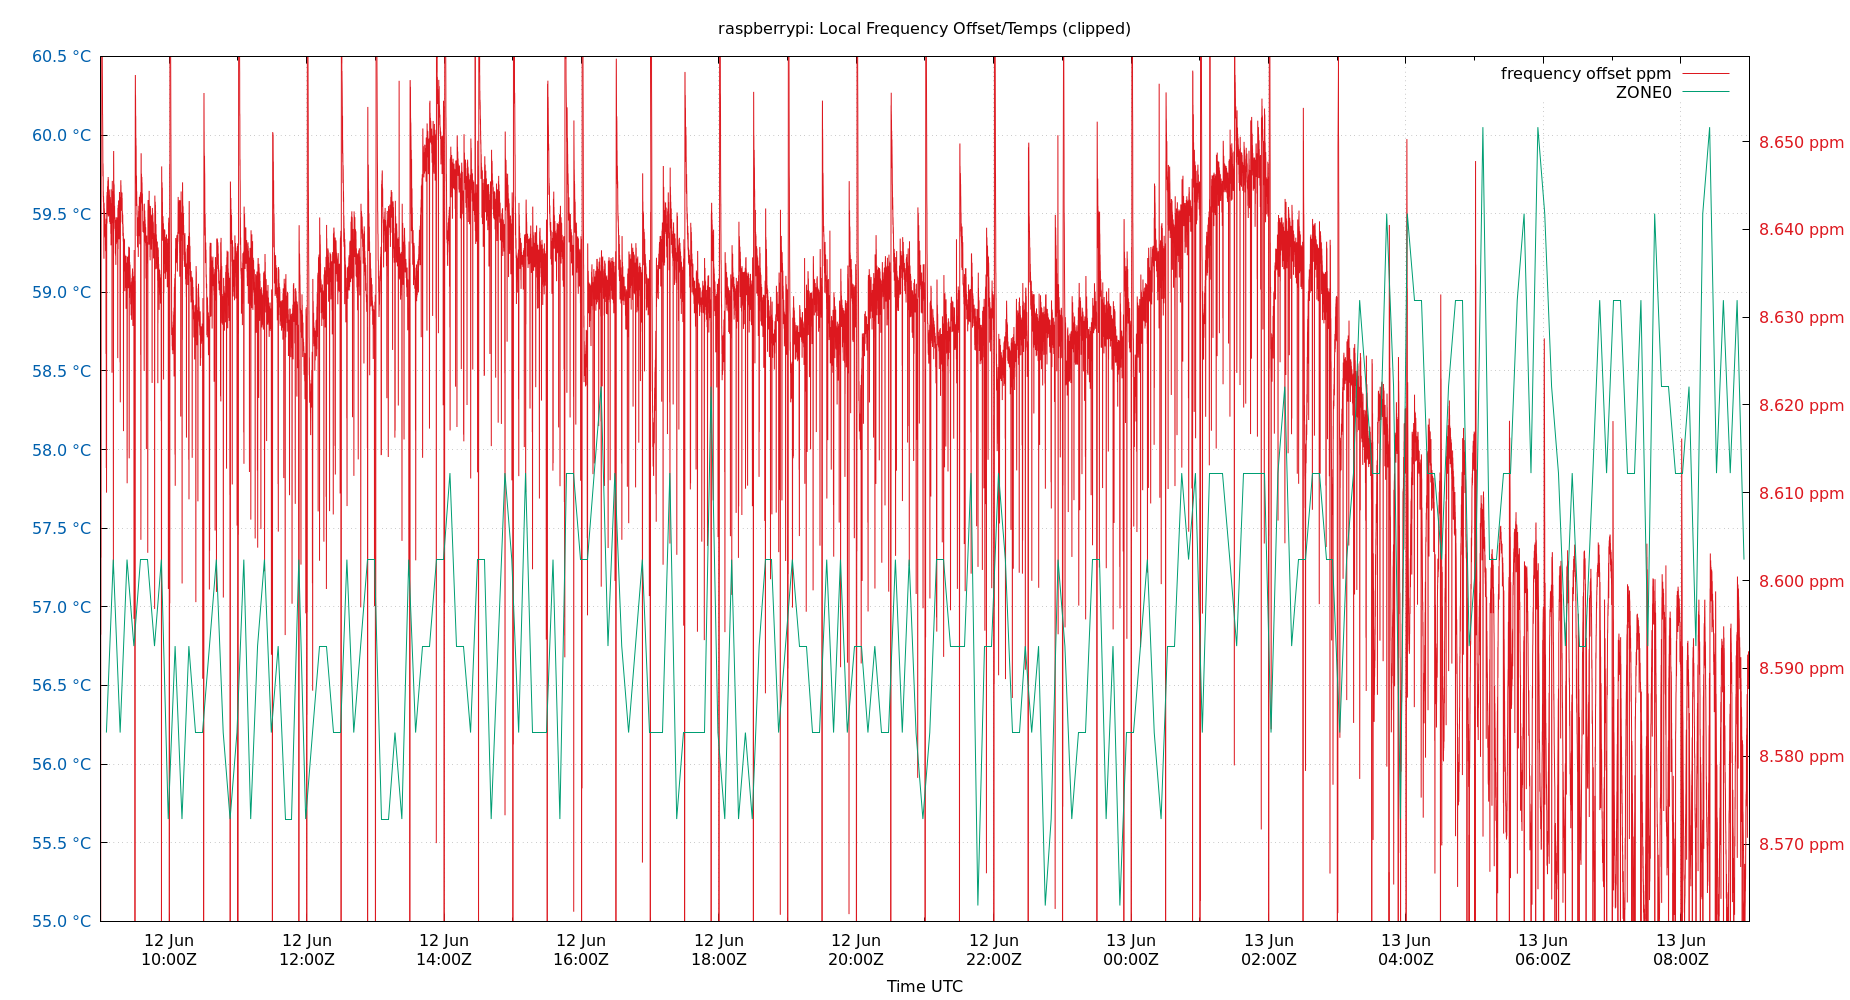 raspberrypi: Local Frequency Offset/Temps (clipped)
frequency offset ppm
ZONE0
60.5 °C
60.0 °C
59.5 °C
59.0 °C
58.5 °C
58.0 °C
57.5 °C
57.0 °C
56.5 °C
56.0 °C
55.5 °C
55.0 °C
8.650 ppm
8.640 ppm
8.630 ppm
8.620 ppm
8.610 ppm
8.600 ppm
8.590 ppm
8.580 ppm
8.570 ppm
12 Jun 12 Jun 12 Jun 12 Jun 12 Jun 12 Jun 12 Jun 13 Jun 13 Jun 13 Jun 13 Jun 13 Jun
10:00Z 12:00Z 14:00Z 16:00Z 18:00Z 20:00Z 22:00Z 00:00Z 02:00Z 04:00Z 06:00Z 08:00Z
Time UTC